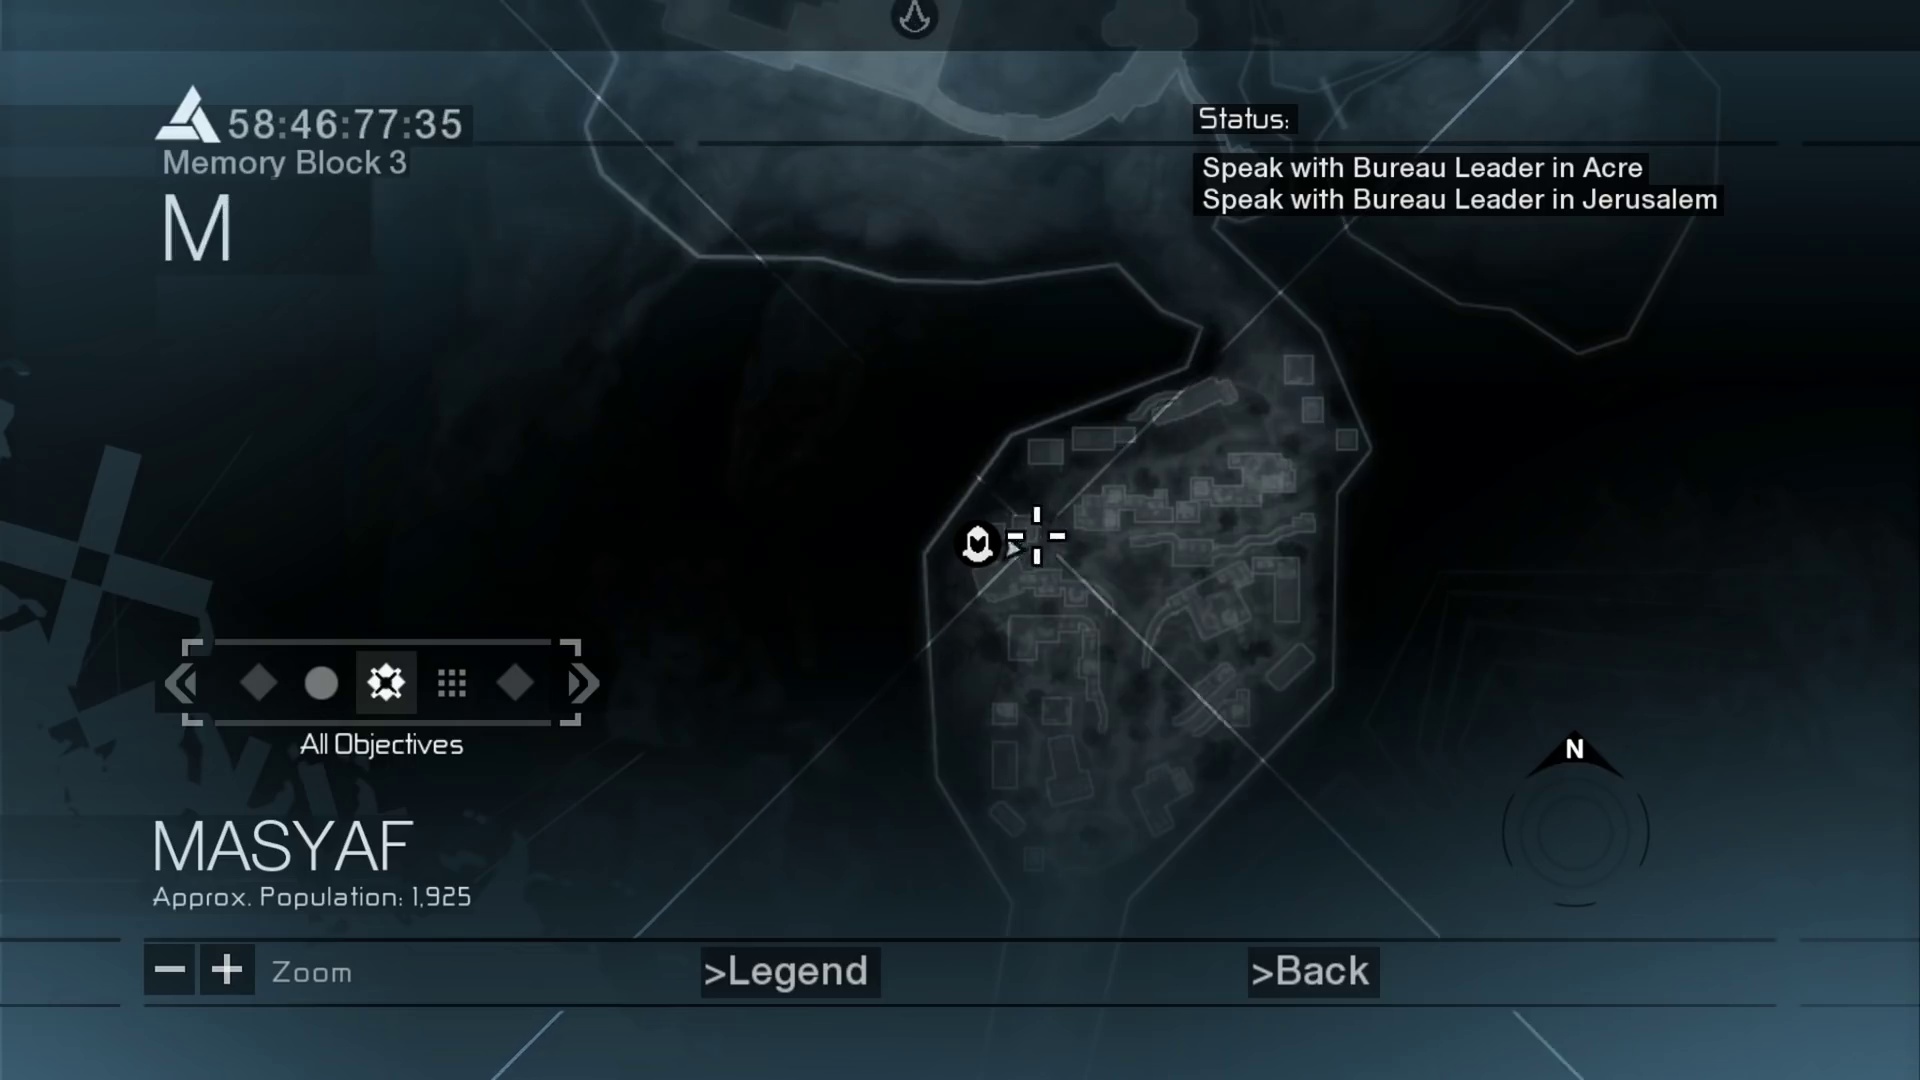 58:46:77:35
Memory Block 3
M
Status:
Speak with Bureau Leader in Acre
Speak with Bureau Leader in Jerusalem
All Objectives
MASYAF
Approx. Population: 1,925
N
Zoom
>Legend
>Back